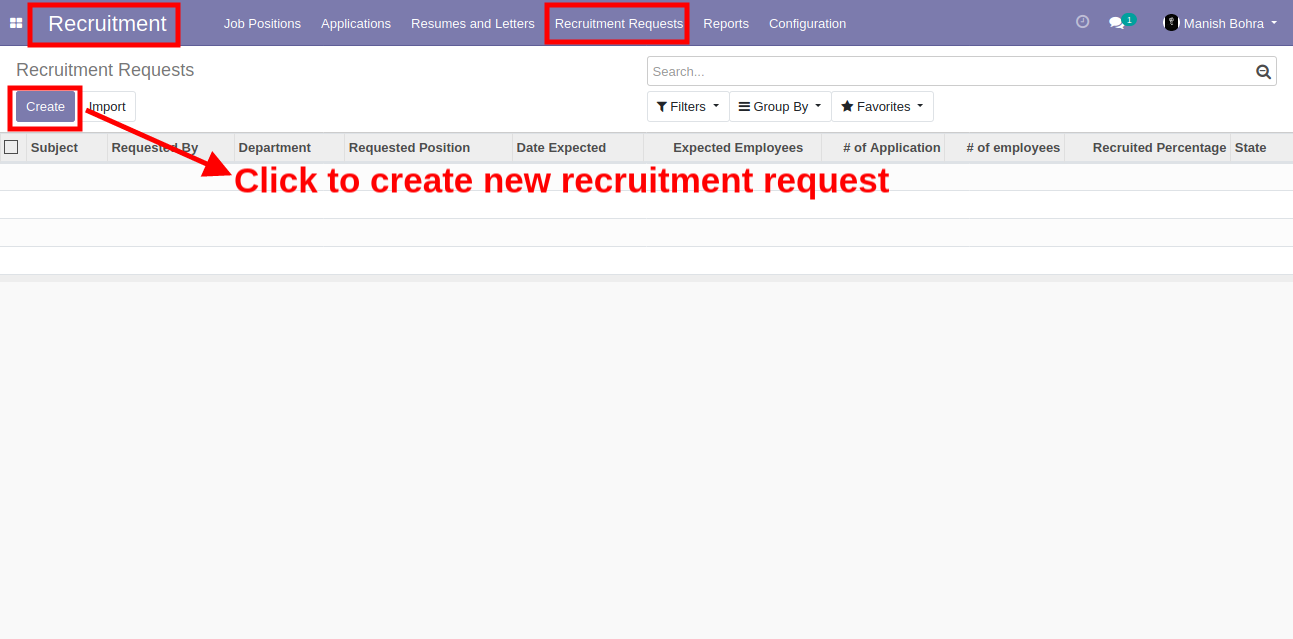 Recruitment Job Positions Applications Resumes and Letters Recruitment Requests Reports Configuration 1 Manish Bohra
Recruitment Requests Search...
Create Import Filters Group By Favorites
Subject Requested By Department Requested Position Date Expected Expected Employees # of Application # of employees Recruited Percentage State
Click to create new recruitment request